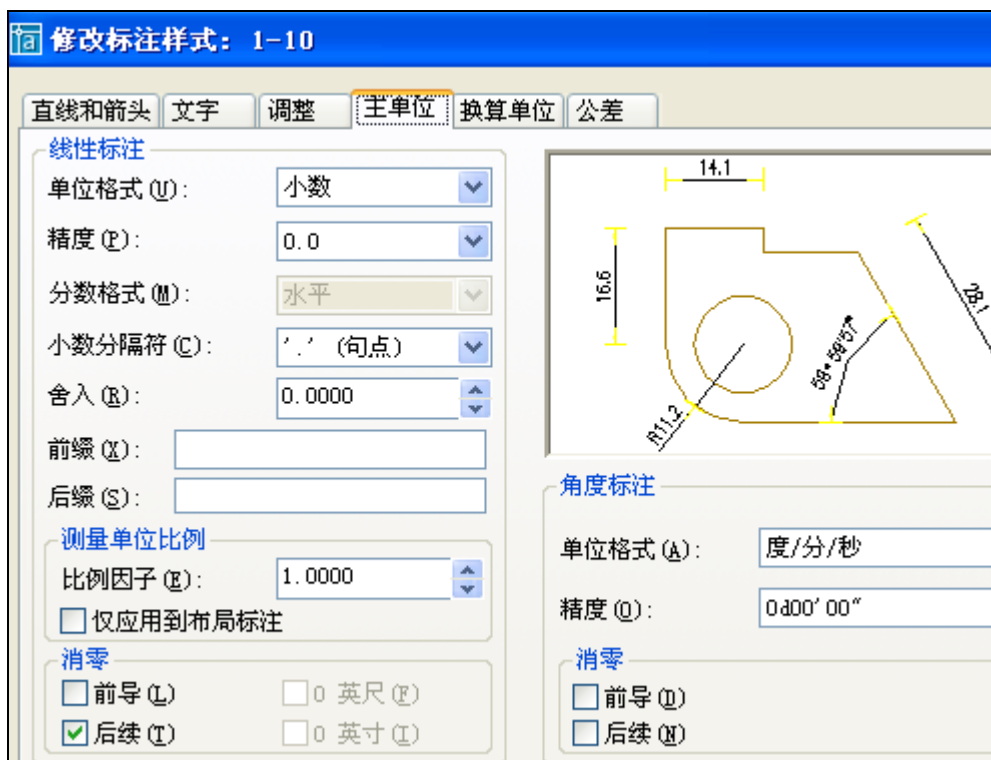 修改标注样式: 1-10
直线和箭头 文字 调整 主单位 换算单位 公差
线性标注
单位格式(U): 小数
精度(P): 0.0
分数格式(M): 水平
小数分隔符(C): '.' (句点)
舍入(R): 0.0000
前缀(X):
后缀(S):
测量单位比例
比例因子(E): 1.0000
仅应用到布局标注
消零
前导(L) 0 英尺(F)
后续(T) 0 英寸(I)
14.1
16.6
28.1
58°59'57"
R11.2
角度标注
单位格式(A): 度/分/秒
精度(O): 0d00'00"
消零
前导(D)
后续(N)